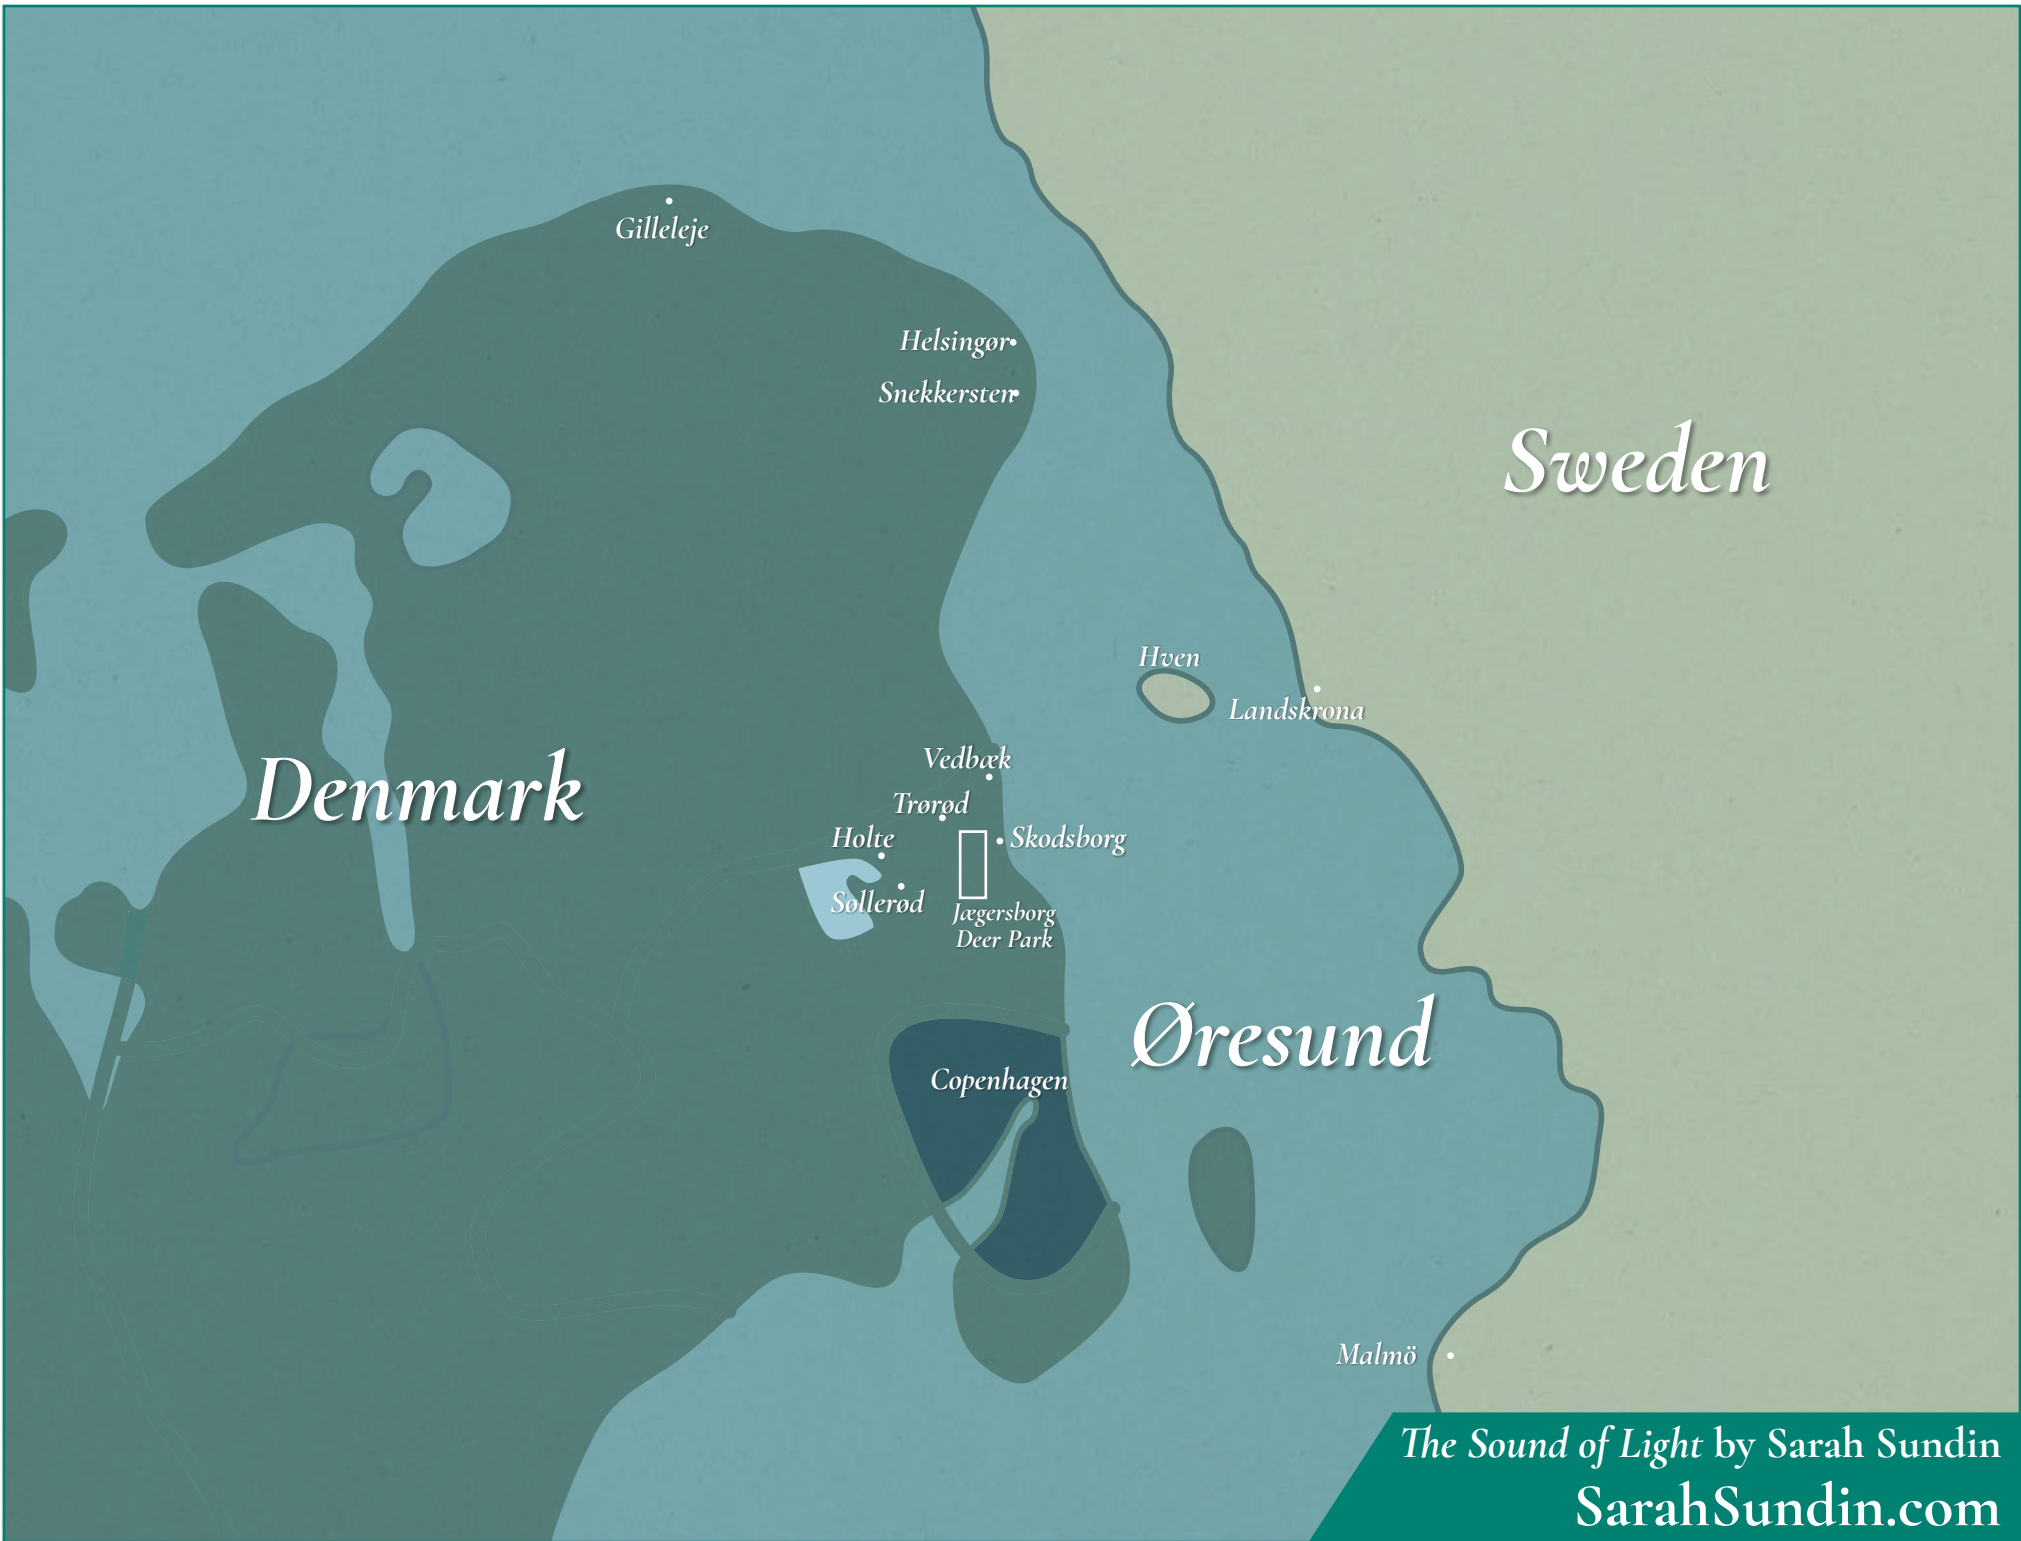 Gilleleje
Helsingør
Snekkersten
Sweden
Hven
Landskrona
Denmark
Vedbæk
Trørød
Holte
Skodsborg
Søllerød
Jægersborg
Deer Park
Øresund
Copenhagen
Malmö
The Sound of Light by Sarah Sundin
SarahSundin.com